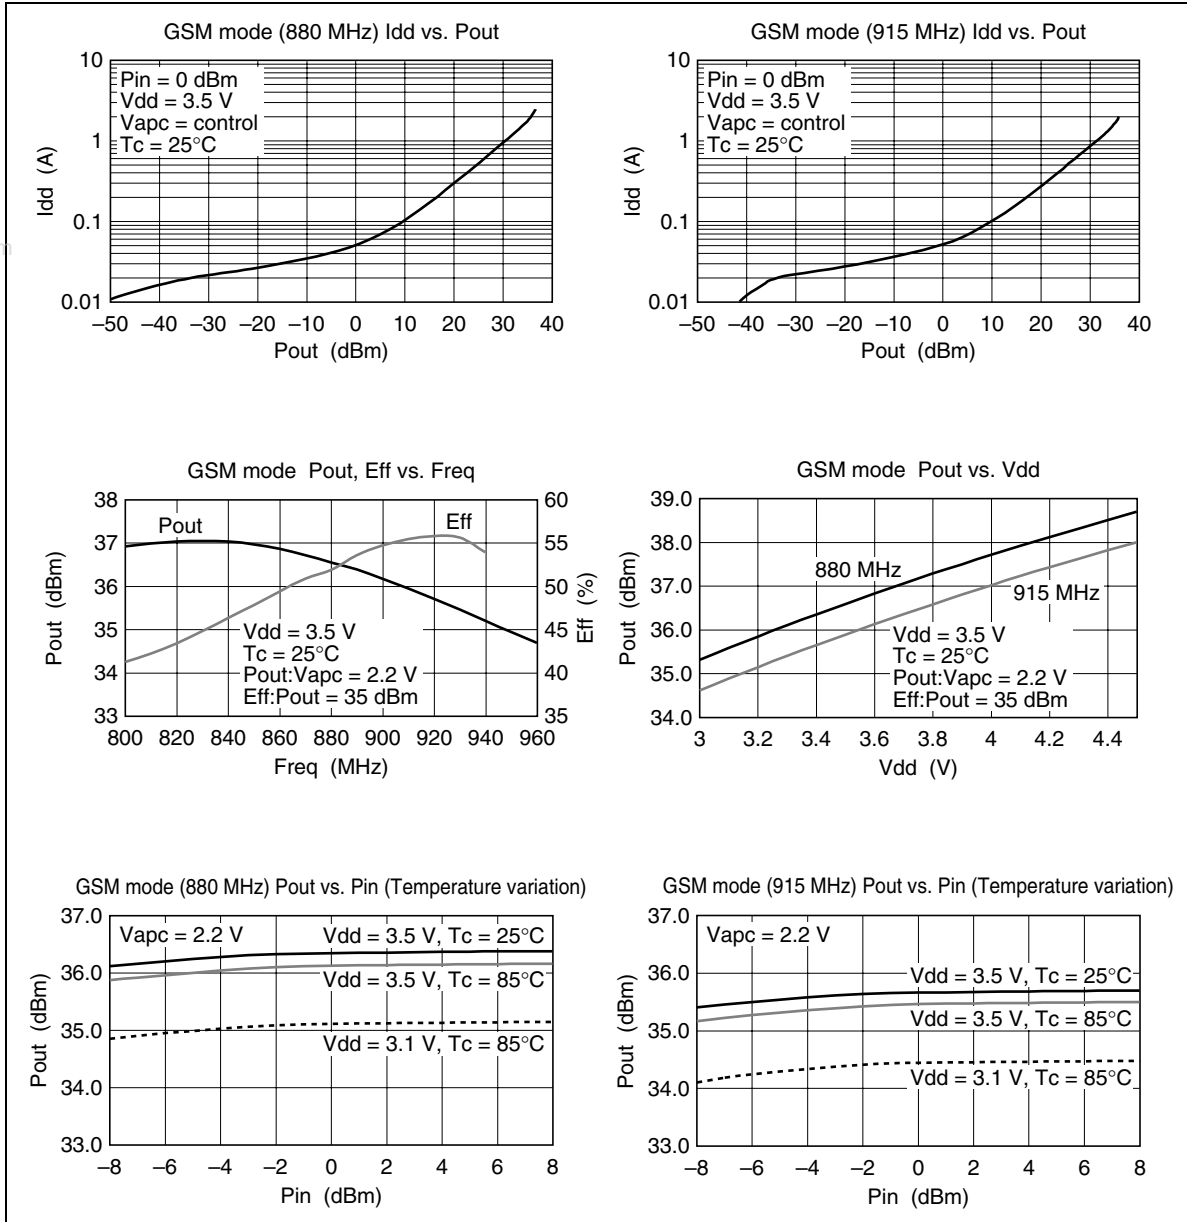 GSM mode (880 MHz) Idd vs. Pout
10
1
0.1
0.01
Idd (A)
Pin = 0 dBm
Vdd = 3.5 V
Vapc = control
Tc = 25°C
–50 –40 –30 –20 –10 0 10 20 30 40
Pout (dBm)
GSM mode (915 MHz) Idd vs. Pout
10
1
0.1
0.01
Idd (A)
Pin = 0 dBm
Vdd = 3.5 V
Vapc = control
Tc = 25°C
–50 –40 –30 –20 –10 0 10 20 30 40
Pout (dBm)
GSM mode Pout, Eff vs. Freq
38
37
36
35
34
33
Pout (dBm)
Pout
Eff
60
55
50
45
40
35
Eff (%)
Vdd = 3.5 V
Tc = 25°C
Pout:Vapc = 2.2 V
Eff:Pout = 35 dBm
800 820 840 860 880 900 920 940 960
Freq (MHz)
GSM mode Pout vs. Vdd
39.0
38.0
37.0
36.0
35.0
34.0
Pout (dBm)
880 MHz
915 MHz
Vdd = 3.5 V
Tc = 25°C
Pout:Vapc = 2.2 V
Eff:Pout = 35 dBm
3 3.2 3.4 3.6 3.8 4 4.2 4.4
Vdd (V)
GSM mode (880 MHz) Pout vs. Pin (Temperature variation)
37.0
36.0
35.0
34.0
33.0
Pout (dBm)
Vapc = 2.2 V
Vdd = 3.5 V, Tc = 25°C
Vdd = 3.5 V, Tc = 85°C
Vdd = 3.1 V, Tc = 85°C
–8 –6 –4 –2 0 2 4 6 8
Pin (dBm)
GSM mode (915 MHz) Pout vs. Pin (Temperature variation)
37.0
36.0
35.0
34.0
33.0
Pout (dBm)
Vapc = 2.2 V
Vdd = 3.5 V, Tc = 25°C
Vdd = 3.5 V, Tc = 85°C
Vdd = 3.1 V, Tc = 85°C
–8 –6 –4 –2 0 2 4 6 8
Pin (dBm)